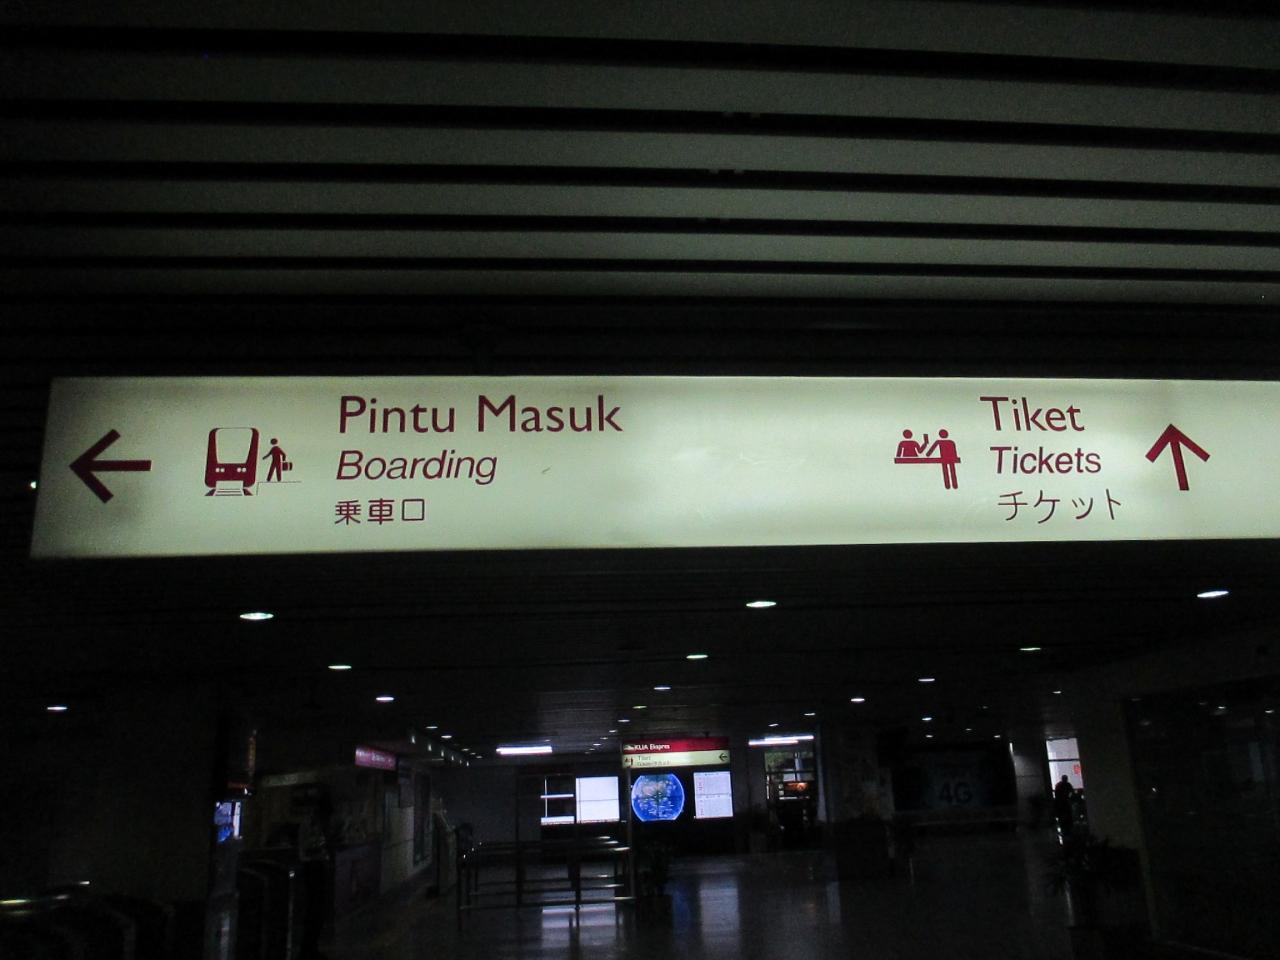 Pintu Masuk
Boarding
乗車口
Tiket
Tickets
チケット
KLIA Ekspres
Tiket
4G